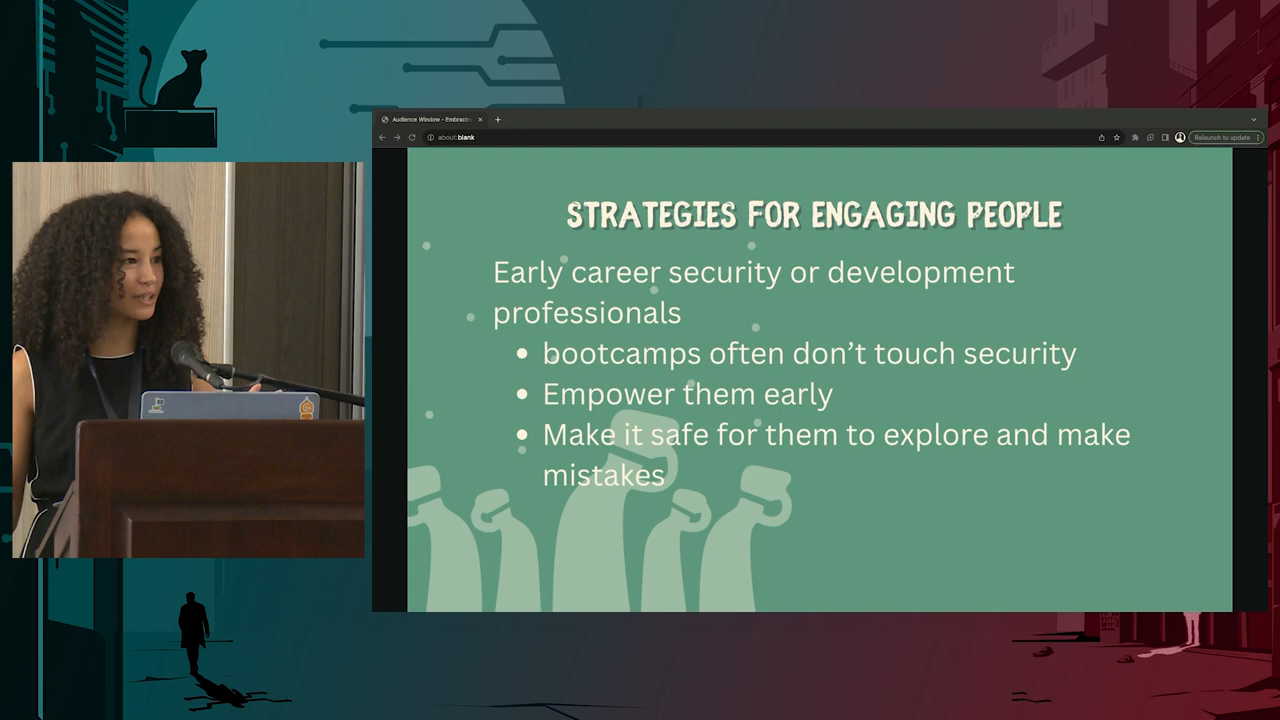 Audience Window - Embracin
about:blank
Relaunch to update
STRATEGIES FOR ENGAGING PEOPLE
Early career security or development
professionals
bootcamps often don't touch security
Empower them early
Make it safe for them to explore and make
mistakes